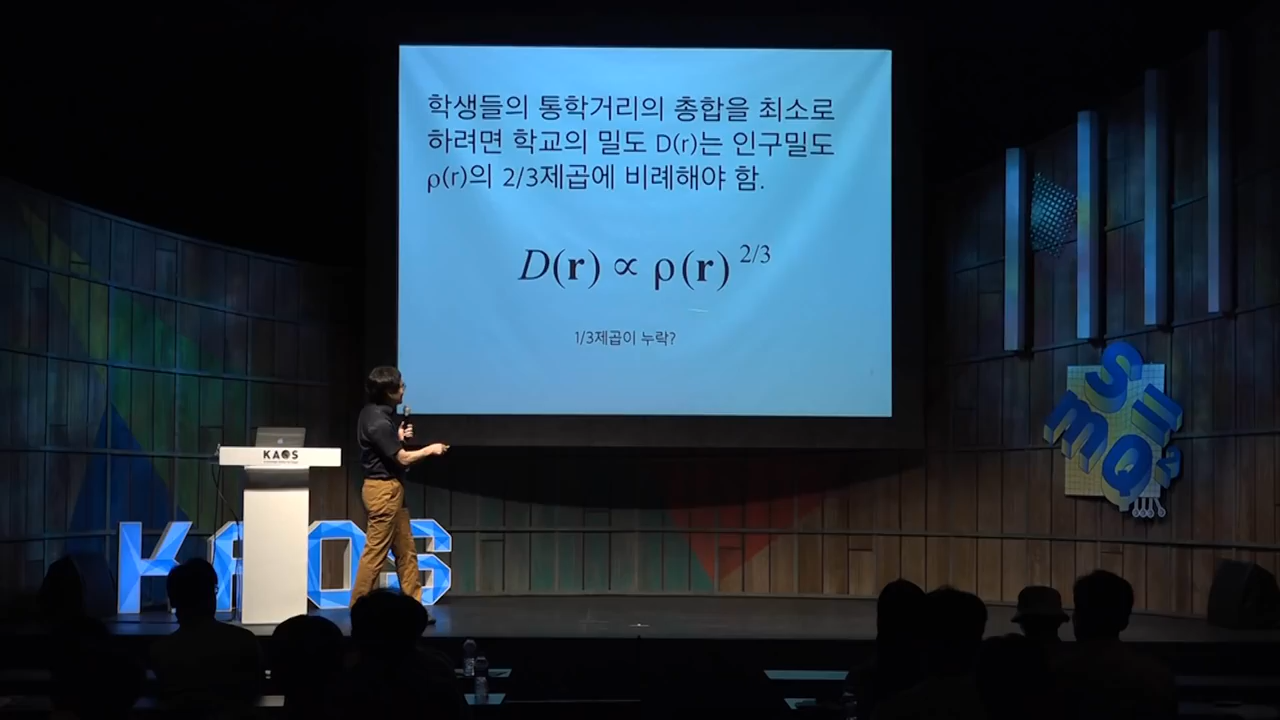 학생들의 통학거리의 총합을 최소로
하려면 학교의 밀도 D(r)는 인구밀도
ρ(r)의 2/3제곱에 비례해야 함.
D(r) ∝ ρ(r) 2/3
1/3제곱이 누락?
KAOS
KAOS